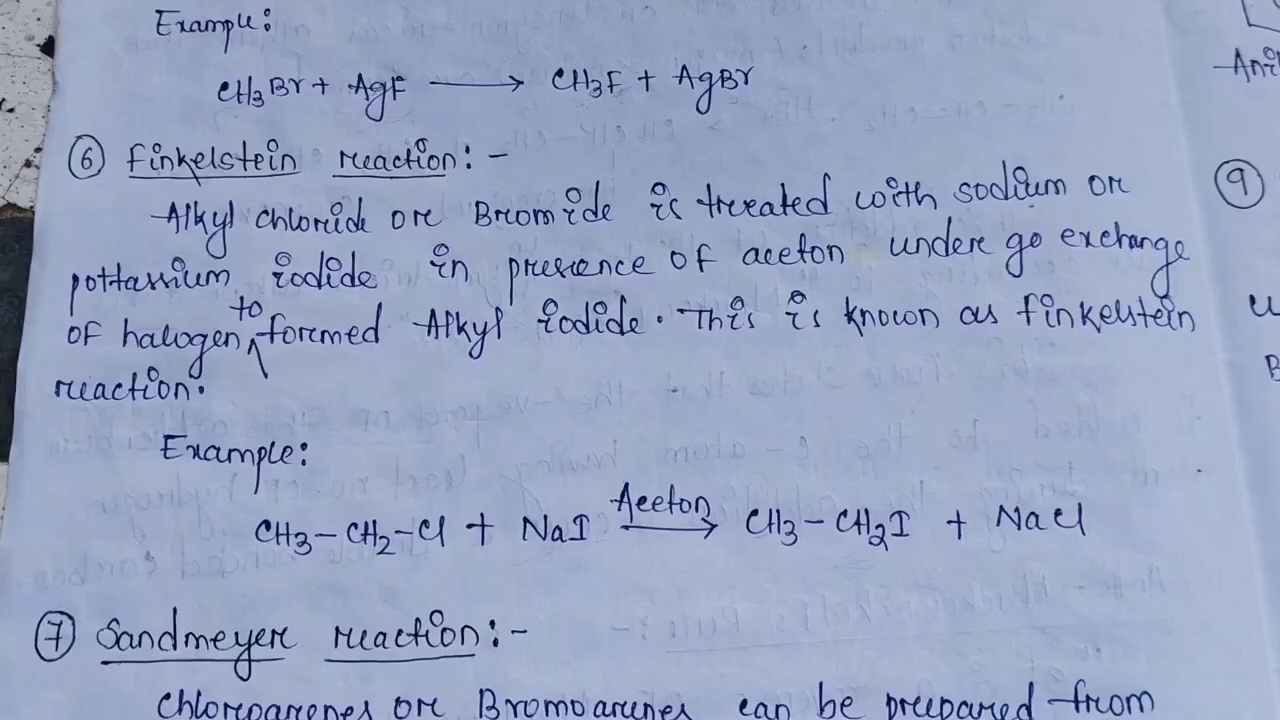 Example:
CH3Br + AgF → CH3F + AgBr
⑥ Finkelstein reaction:-
Alkyl chloride or Bromide is treated with sodium or
pottassium iodide in presence of aceton under go exchange
to
of halogen ^ formed Alkyl iodide. This is known as finkelstein
reaction.
Example:
Aceton
CH3-CH2-Cl + NaI → CH3-CH2I + NaCl
⑦ Sandmeyer reaction:-
Chloroarenes or Bromoarenes can be prepared from
⑨